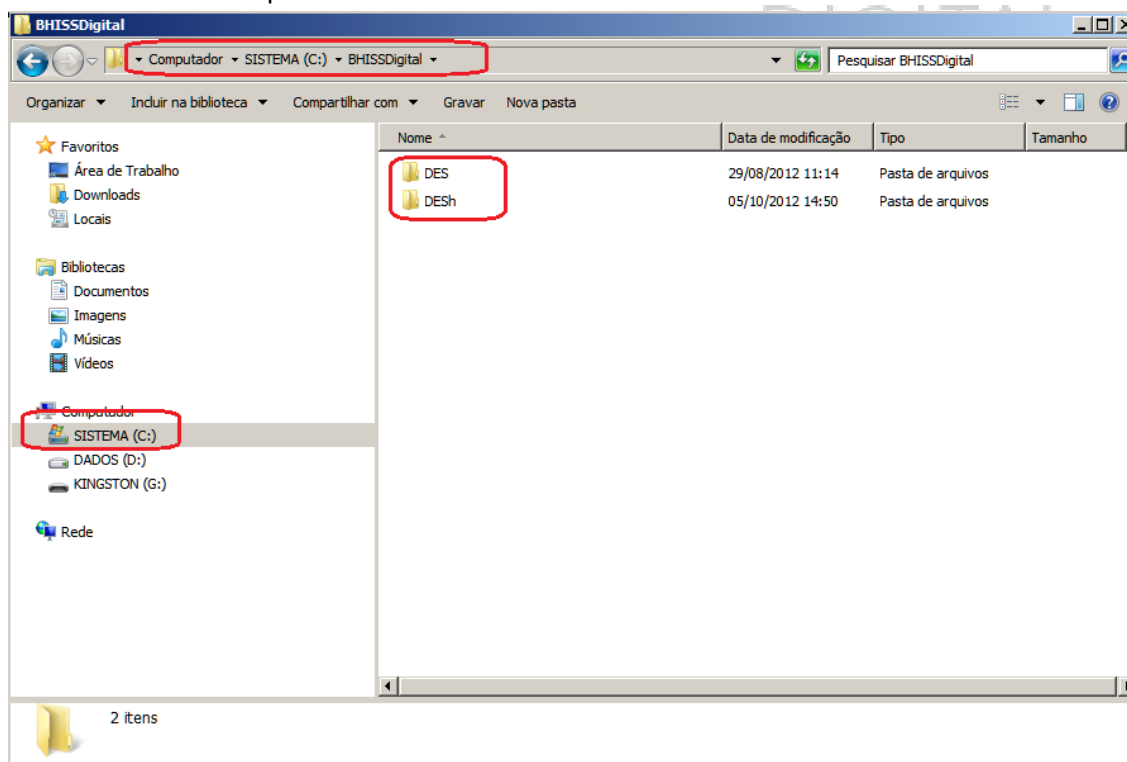 DIGITAL
BHISSDigital
Computador SISTEMA (C:) BHISSDigital
Pesquisar BHISSDigital
Organizar Incluir na biblioteca Compartilhar com Gravar Nova pasta
Nome Data de modificação Tipo Tamanho
Favoritos
Área de Trabalho
Downloads
Locais
DES 29/08/2012 11:14 Pasta de arquivos
DESh 05/10/2012 14:50 Pasta de arquivos
Bibliotecas
Documentos
Imagens
Músicas
Vídeos
Computador
SISTEMA (C:)
DADOS (D:)
KINGSTON (G:)
Rede
2 itens